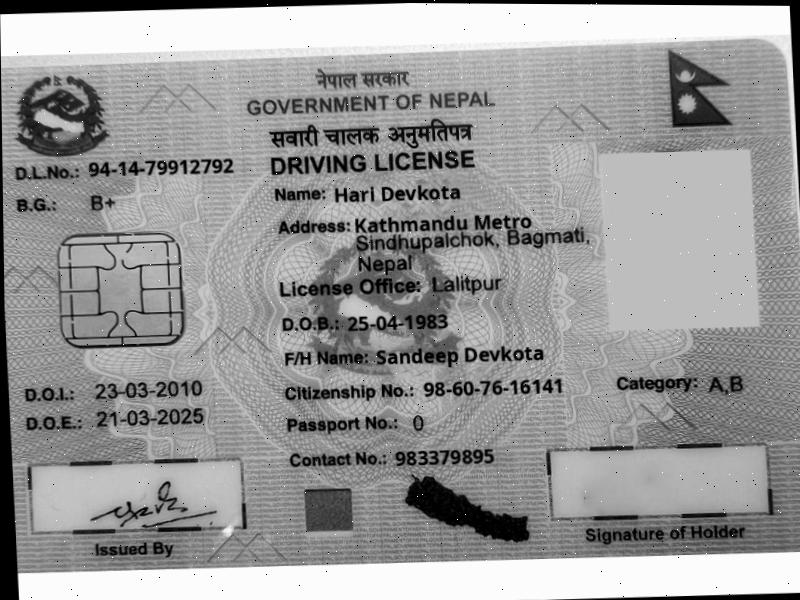 नेपाल सरकार
GOVERNMENT OF NEPAL
सवारी चालक अनुमतिपत्र
DRIVING LICENSE
D.L.No.: 94-14-79912792
B.G.: B+
Name: Hari Devkota
Address: Kathmandu Metro
Sindhupalchok, Bagmati,
Nepal
License Office: Lalitpur
D.O.B.: 25-04-1983
F/H Name: Sandeep Devkota
D.O.I.: 23-03-2010
Citizenship No.: 98-60-76-16141
Category: A,B
D.O.E.: 21-03-2025
Passport No.: 0
Contact No.: 983379895
Issued By
Signature of Holder